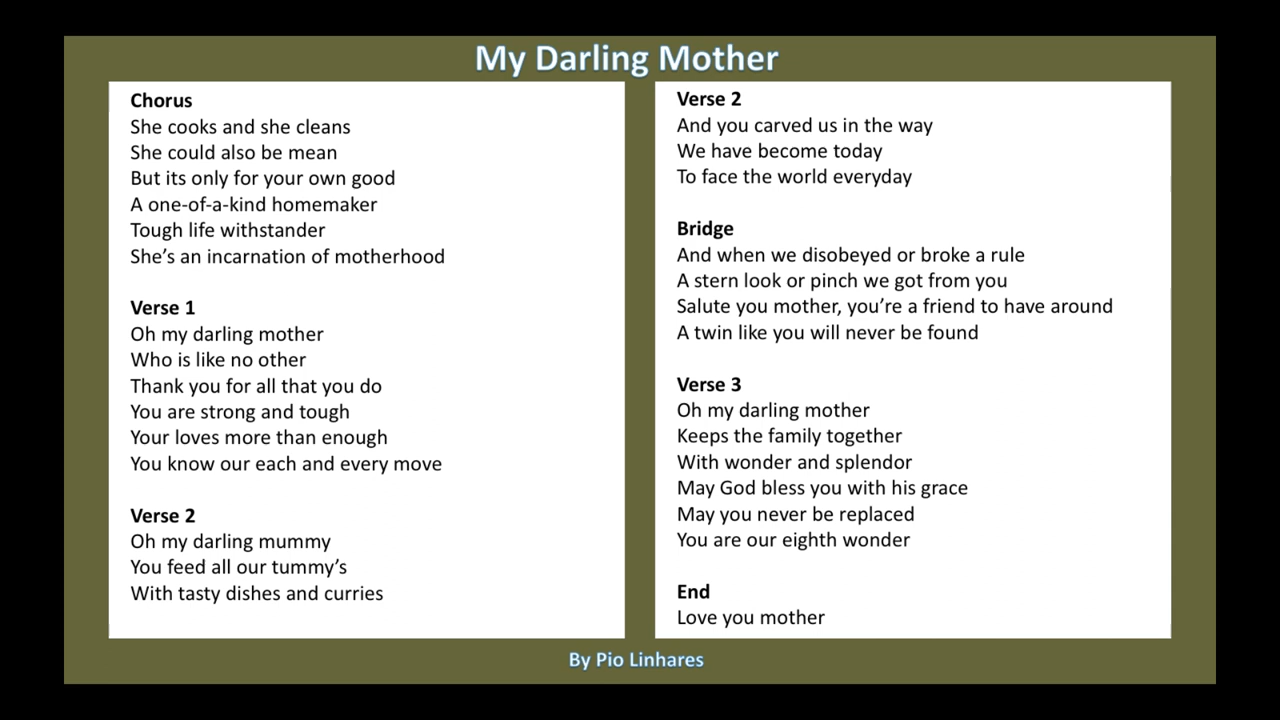 My Darling Mother
Chorus
She cooks and she cleans
She could also be mean
But its only for your own good
A one-of-a-kind homemaker
Tough life withstander
She’s an incarnation of motherhood
Verse 1
Oh my darling mother
Who is like no other
Thank you for all that you do
You are strong and tough
Your loves more than enough
You know our each and every move
Verse 2
Oh my darling mummy
You feed all our tummy’s
With tasty dishes and curries
Verse 2
And you carved us in the way
We have become today
To face the world everyday
Bridge
And when we disobeyed or broke a rule
A stern look or pinch we got from you
Salute you mother, you’re a friend to have around
A twin like you will never be found
Verse 3
Oh my darling mother
Keeps the family together
With wonder and splendor
May God bless you with his grace
May you never be replaced
You are our eighth wonder
End
Love you mother
By Pio Linhares